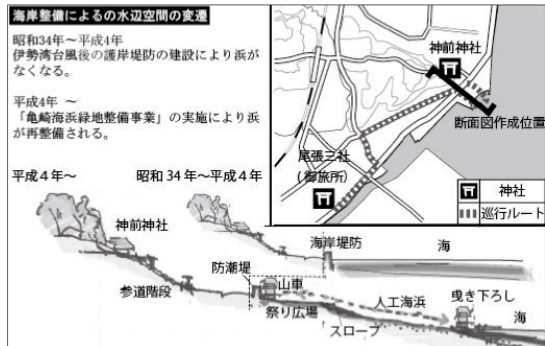 海岸整備によるの水辺空間の変遷
昭和34年～平成4年
伊勢湾台風後の護岸堤防の建設により浜
がなくなる。
平成4年 ～
「亀崎海浜緑地整備事業」の実施により浜
が再整備される。
神前神社
断面図作成位置
尾張三社
(御旅所)
神社
巡行ルート
平成4年～
昭和34年～平成4年
神前神社
海岸堤防
海
防潮堤
山車
参道階段
祭り広場
人工海浜
曳き下ろし
スロープ
海